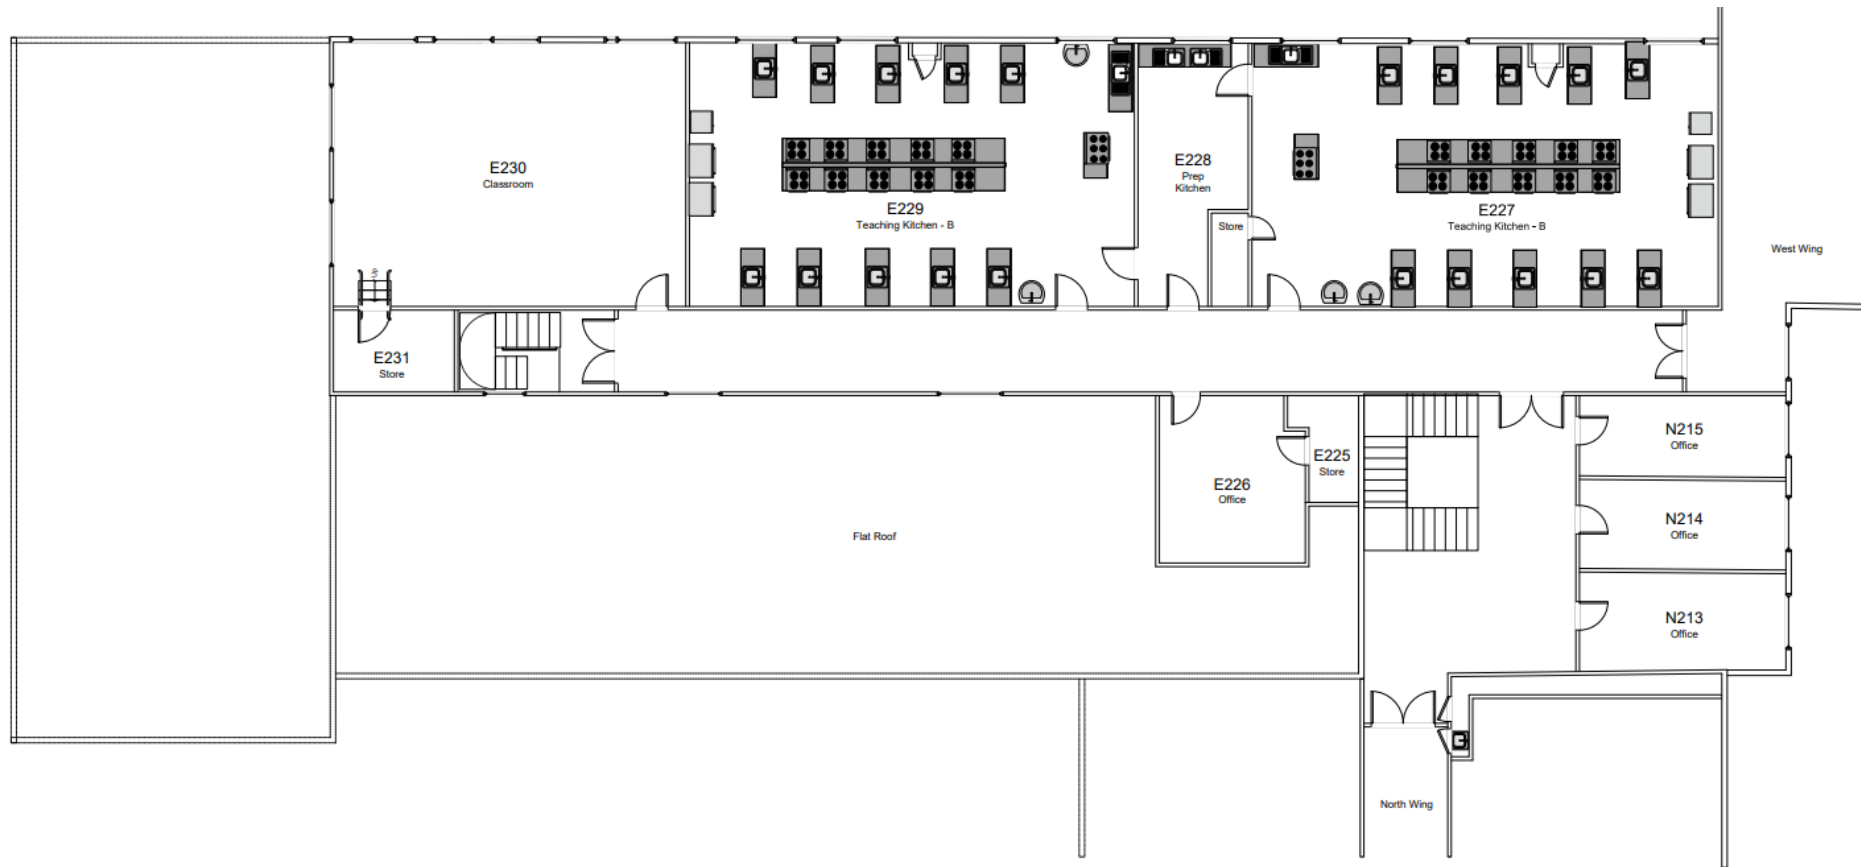 E230
Classroom
E229
Teaching Kitchen - B
E228
Prep
Kitchen
Store
E227
Teaching Kitchen - B
West Wing
Up
E231
Store
E226
Office
E225
Store
N215
Office
N214
Office
N213
Office
Flat Roof
North Wing